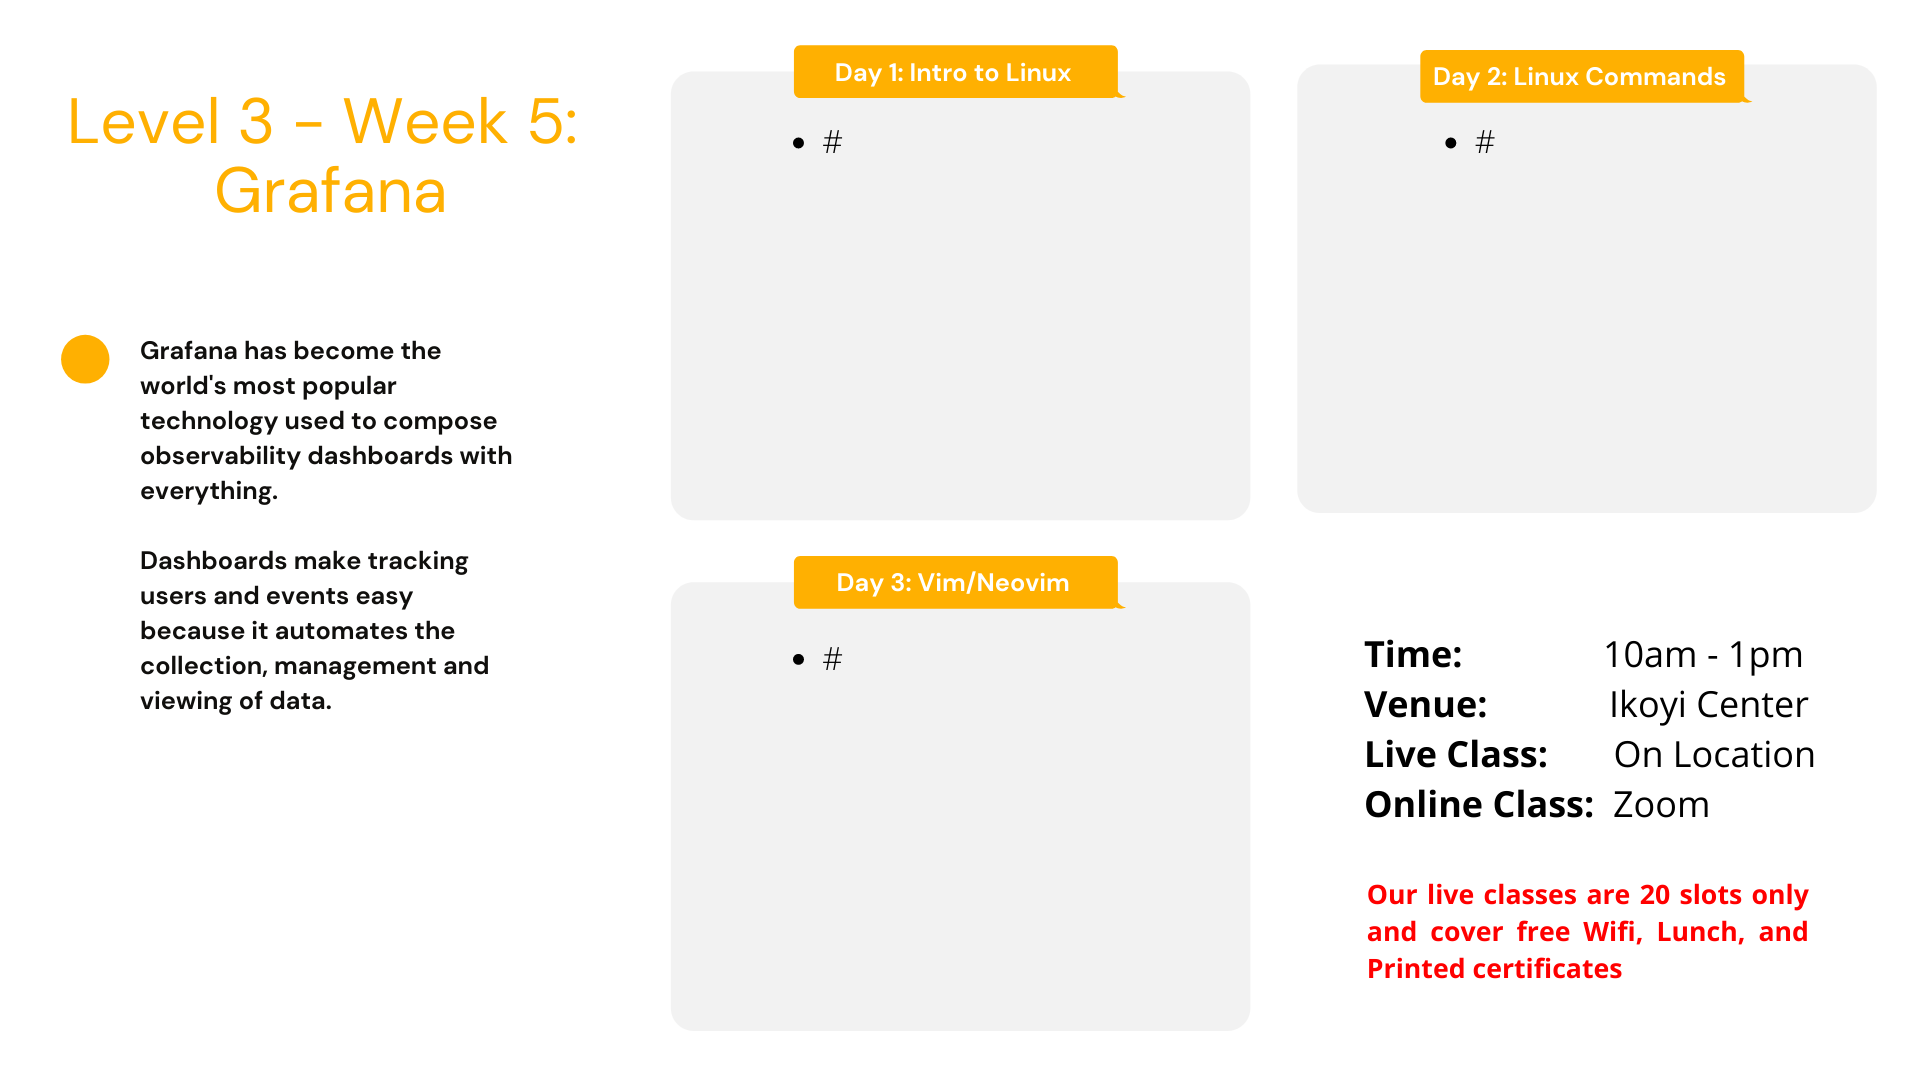 Level 3 - Week 5:
Grafana
Grafana has become the
world's most popular
technology used to compose
observability dashboards with
everything.
Dashboards make tracking
users and events easy
because it automates the
collection, management and
viewing of data.
Day 1: Intro to Linux
• #
Day 2: Linux Commands
• #
Day 3: Vim/Neovim
• #
Time: 10am - 1pm
Venue: Ikoyi Center
Live Class: On Location
Online Class: Zoom
Our live classes are 20 slots only
and cover free Wifi, Lunch, and
Printed certificates